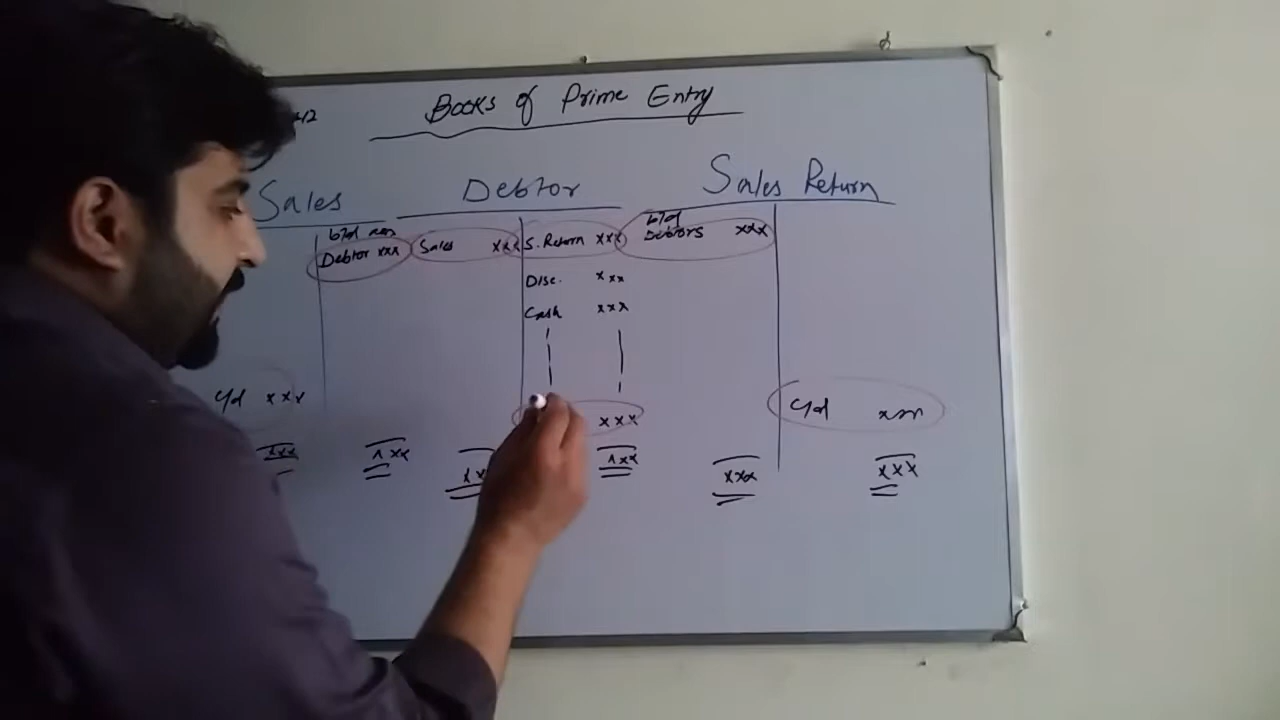 Books of Prime Entry
Sales
Debtor
Sales Return
b/d xxx
Debtor xxx
Sales xxx
S. Return xxx
b/d
Debtors xxx
Disc. xxx
Cash xxx
c/d xxx
xxx
c/d xxx
xxx
xxx
xx
xxx
xxx
xxx